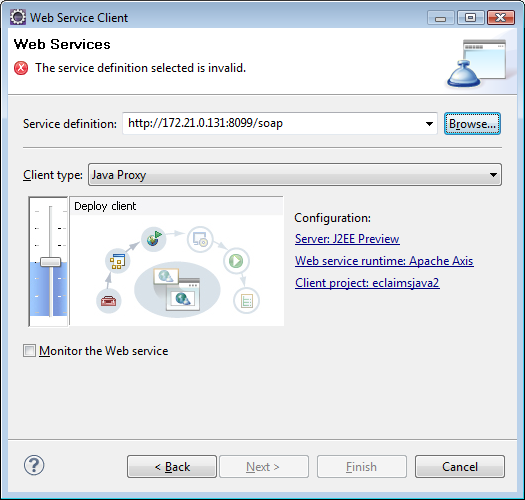 Web Service Client
Web Services
The service definition selected is invalid.
Service definition: http://172.21.0.131:8099/soap Browse...
Client type: Java Proxy
Deploy client
Configuration:
Server: J2EE Preview
Web service runtime: Apache Axis
Client project: eclaimsjava2
Monitor the Web service
? < Back Next > Finish Cancel